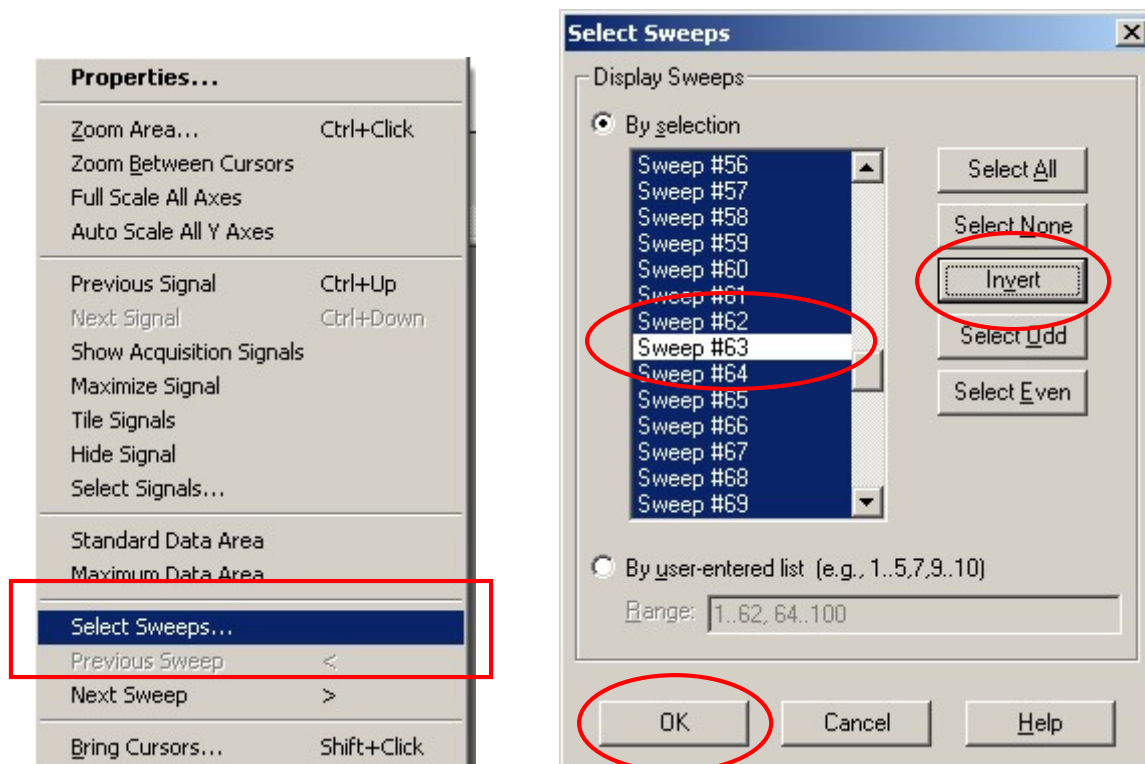 Properties...
Zoom Area... Ctrl+Click
Zoom Between Cursors
Full Scale All Axes
Auto Scale All Y Axes
Previous Signal Ctrl+Up
Next Signal Ctrl+Down
Show Acquisition Signals
Maximize Signal
Tile Signals
Hide Signal
Select Signals...
Standard Data Area
Maximum Data Area
Select Sweeps...
Previous Sweep <
Next Sweep >
Bring Cursors... Shift+Click
Select Sweeps
Display Sweeps
By selection
Sweep #56
Sweep #57
Sweep #58
Sweep #59
Sweep #60
Sweep #61
Sweep #62
Sweep #63
Sweep #64
Sweep #65
Sweep #66
Sweep #67
Sweep #68
Sweep #69
Select All
Select None
Invert
Select Odd
Select Even
By user-entered list (e.g., 1..5,7,9..10)
Range: 1..62, 64..100
OK Cancel Help